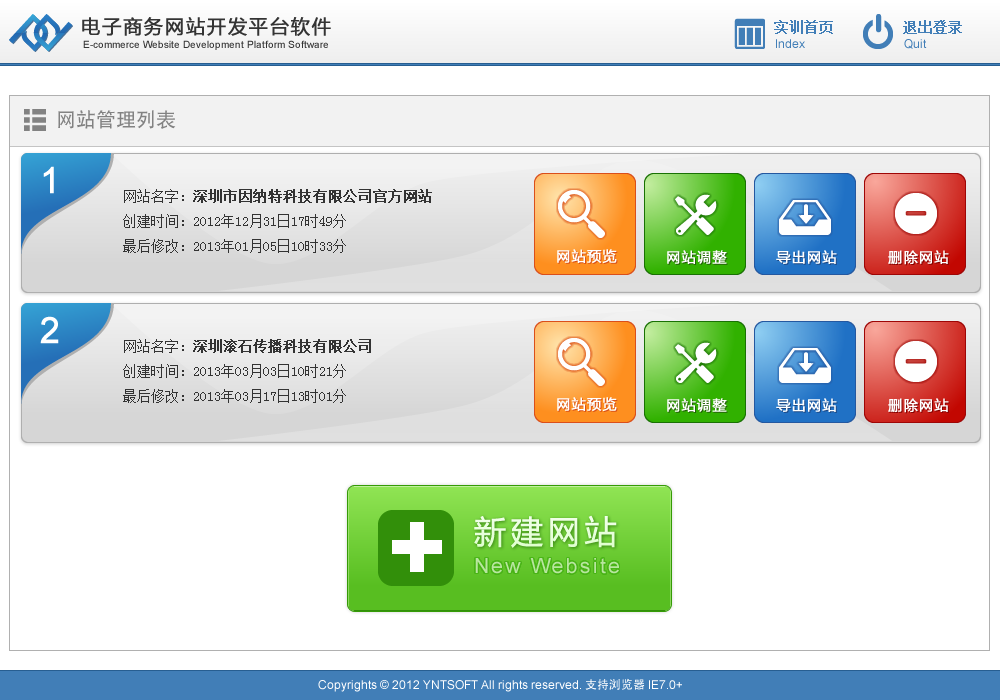 电子商务网站开发平台软件
E-commerce Website Development Platform Software
实训首页
Index
退出登录
Quit
网站管理列表
1
网站名字：深圳市因纳特科技有限公司官方网站
创建时间：2012年12月31日17时49分
最后修改：2013年01月05日10时33分
网站预览
网站调整
导出网站
删除网站
2
网站名字：深圳滚石传播科技有限公司
创建时间：2013年03月03日10时21分
最后修改：2013年03月17日13时01分
网站预览
网站调整
导出网站
删除网站
新建网站
New Website
Copyrights © 2012 YNTSOFT All rights reserved. 支持浏览器 IE7.0+